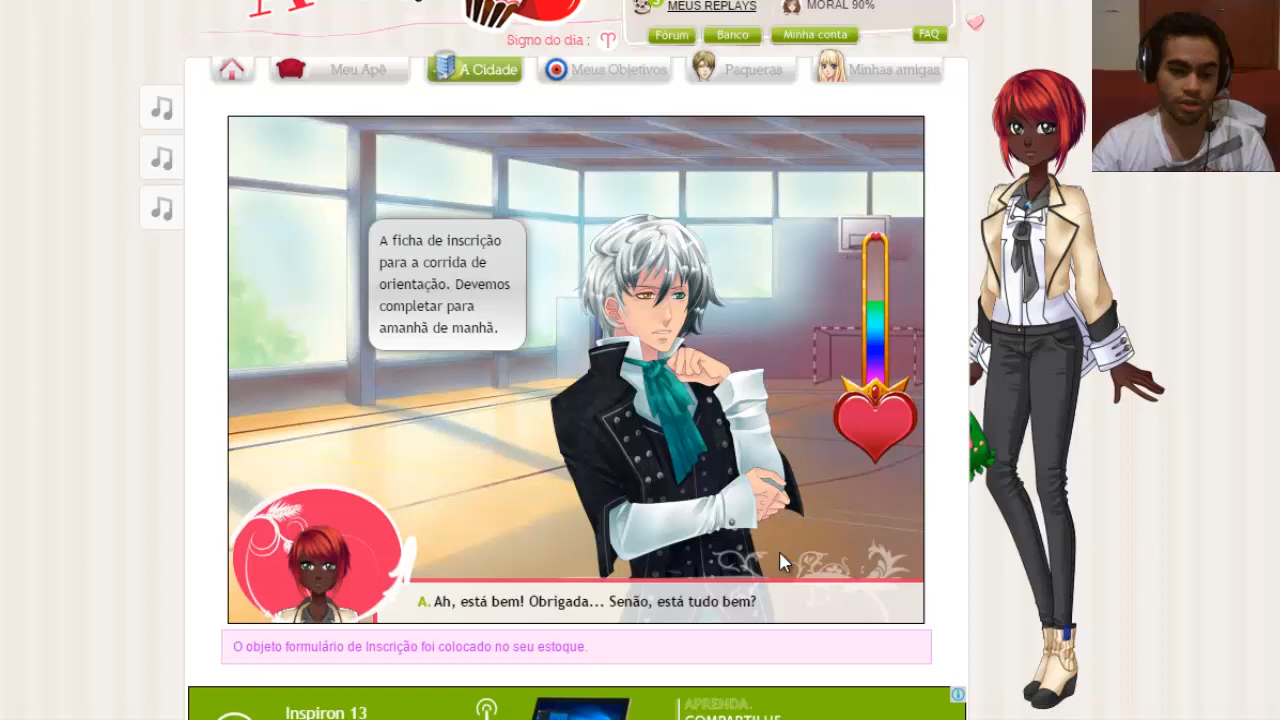 MEUS REPLAYS
MORAL 90%
Signo do dia :
Fórum
Banco
Minha conta
FAQ
Meu Apê
A Cidade
Meus Objetivos
Paqueras
Minhas amigas
A ficha de inscrição
para a corrida de
orientação. Devemos
completar para
amanhã de manhã.
A. Ah, está bem! Obrigada... Senão, está tudo bem?
O objeto formulário de Inscrição foi colocado no seu estoque.
Inspiron 13
APRENDA.
COMPARTILHE